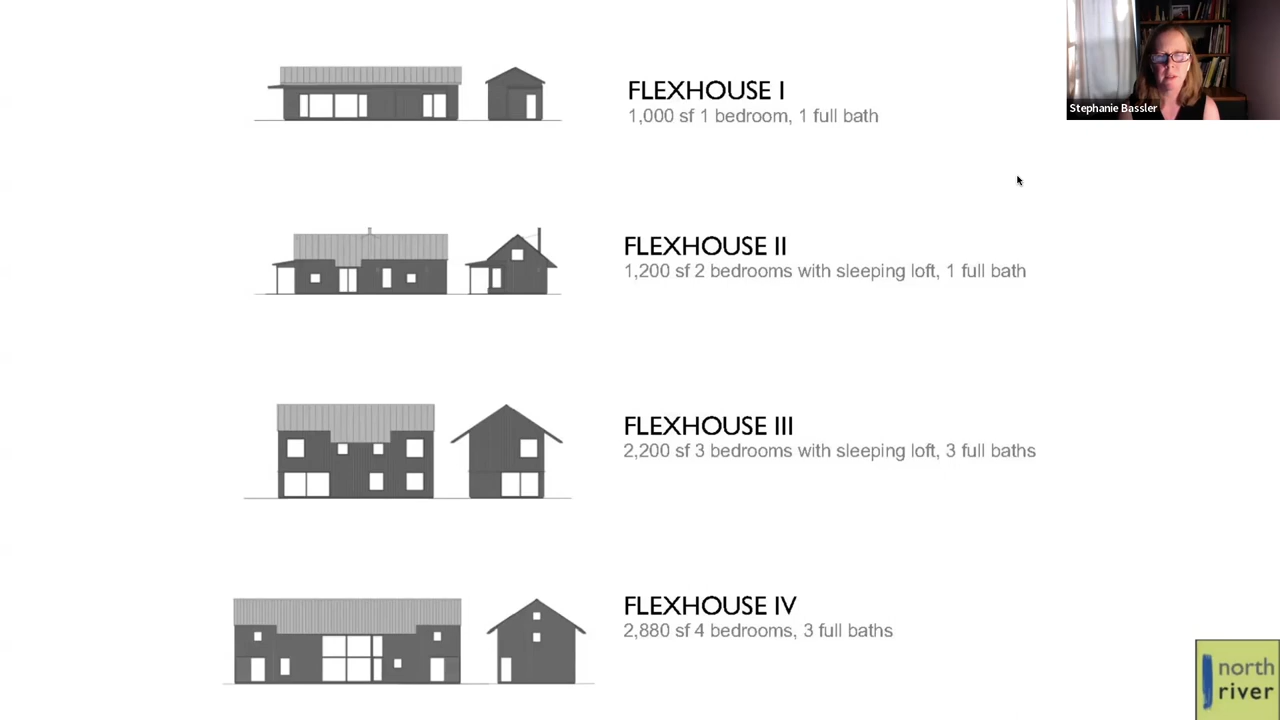 FLEXHOUSE I
1,000 sf 1 bedroom, 1 full bath
Stephanie Bassler
FLEXHOUSE II
1,200 sf 2 bedrooms with sleeping loft, 1 full bath
FLEXHOUSE III
2,200 sf 3 bedrooms with sleeping loft, 3 full baths
FLEXHOUSE IV
2,880 sf 4 bedrooms, 3 full baths
north
river